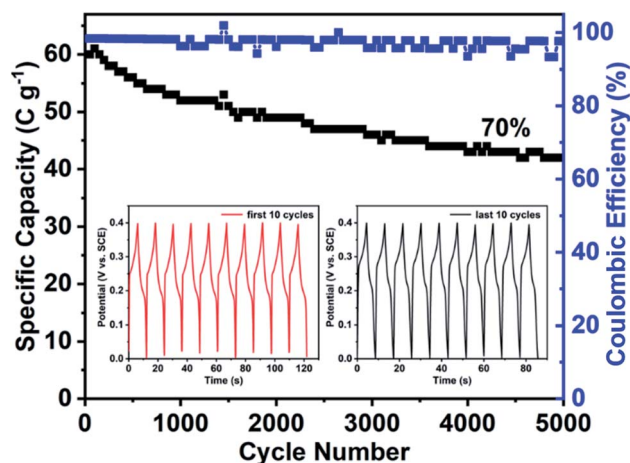 Specific Capacity (C g⁻¹)
70
60
50
40
30
20
10
0
100
80
60
40
20
0
Coulombic Efficiency (%)
70%
first 10 cycles
Potential (V vs. SCE)
0.4
0.3
0.2
0.1
0.0
0 20 40 60 80 100 120
Time (s)
last 10 cycles
Potential (V vs. SCE)
0.4
0.3
0.2
0.1
0.0
0 20 40 60 80
Time (s)
0 1000 2000 3000 4000 5000
Cycle Number